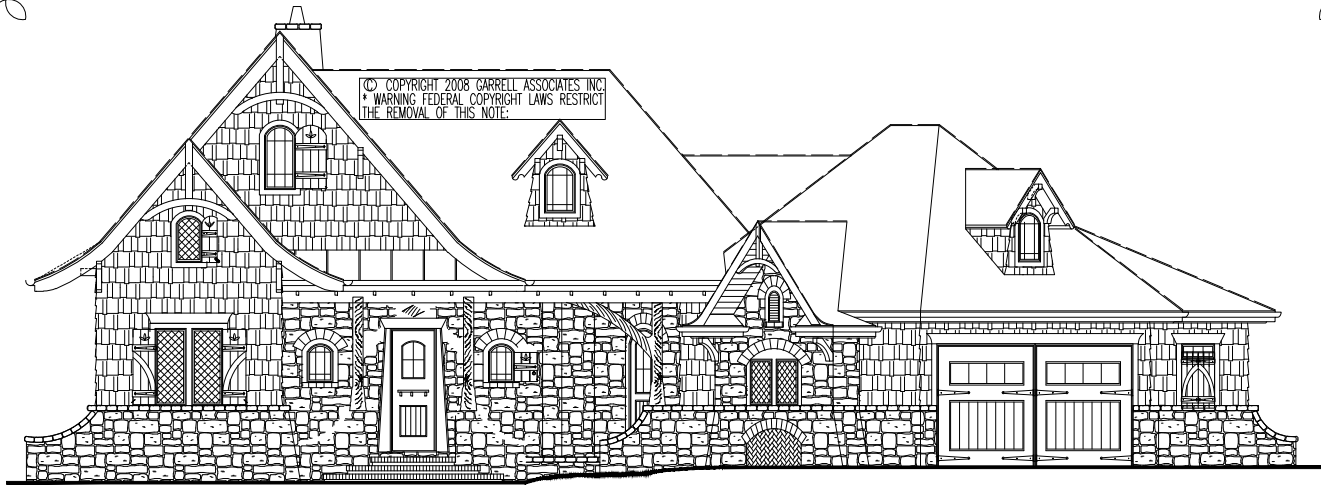 © COPYRIGHT 2008 GARRELL ASSOCIATES INC.
* WARNING FEDERAL COPYRIGHT LAWS RESTRICT
THE REMOVAL OF THIS NOTE: